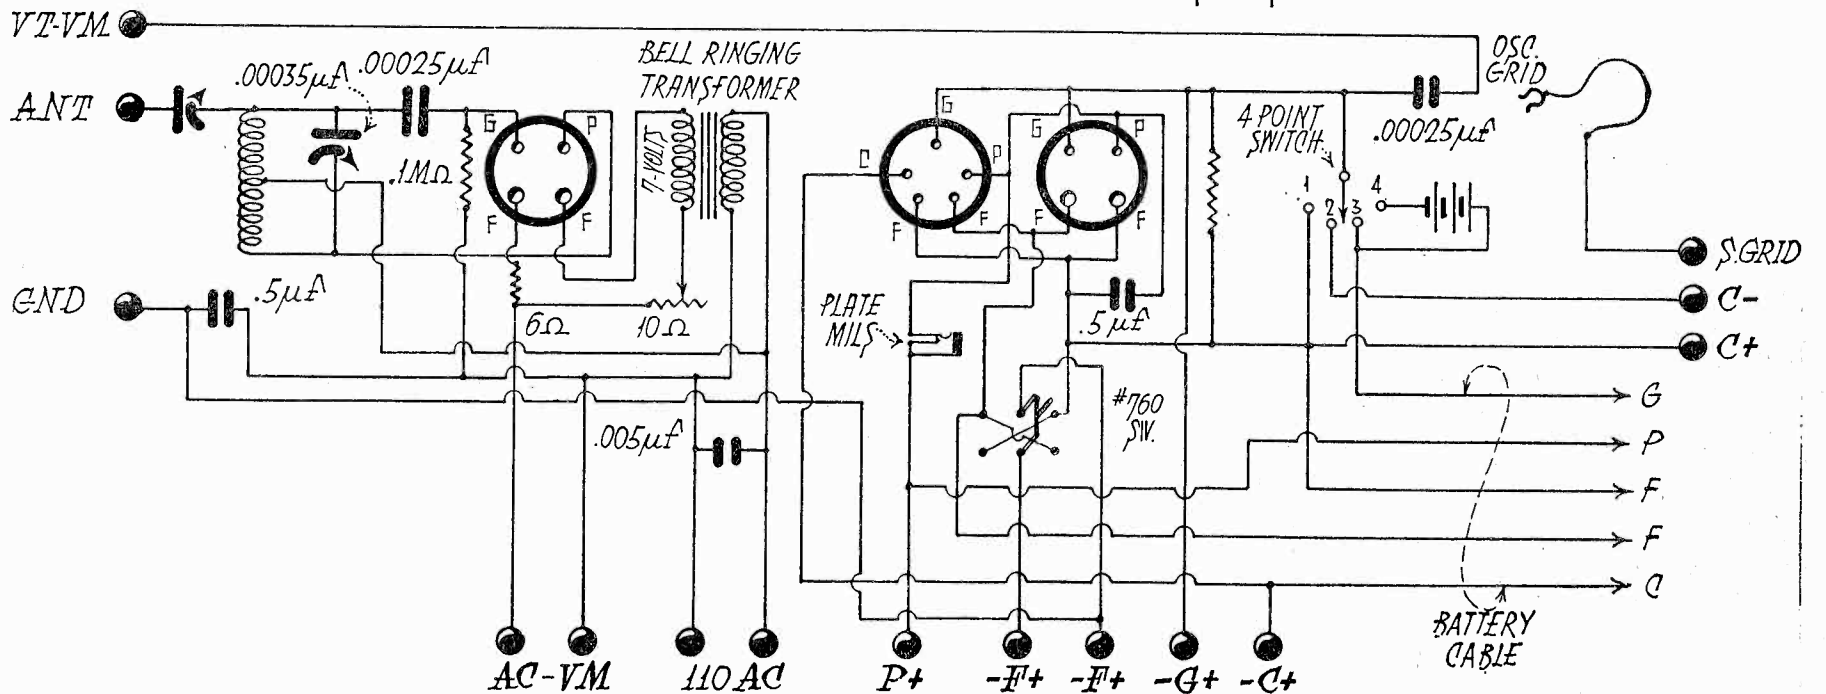 VT-VM
ANT
.00035µf
.00025µf
BELL RINGING
TRANSFORMER
7-VOLTS
.1MΩ
G
P
F
F
GND
.5µf
6Ω
10Ω
.005µf
AC-VM
110 AC
G
C
P
F
F
G
P
F
F
PLATE
MILS
.5µf
#760
SW.
4 POINT
SWITCH
1
2
3
4
.00025µf
OSC.
GRID
S.GRID
C-
C+
G
P
F
F
C
BATTERY
CABLE
P+
-F+
-F+
-G+
-C+